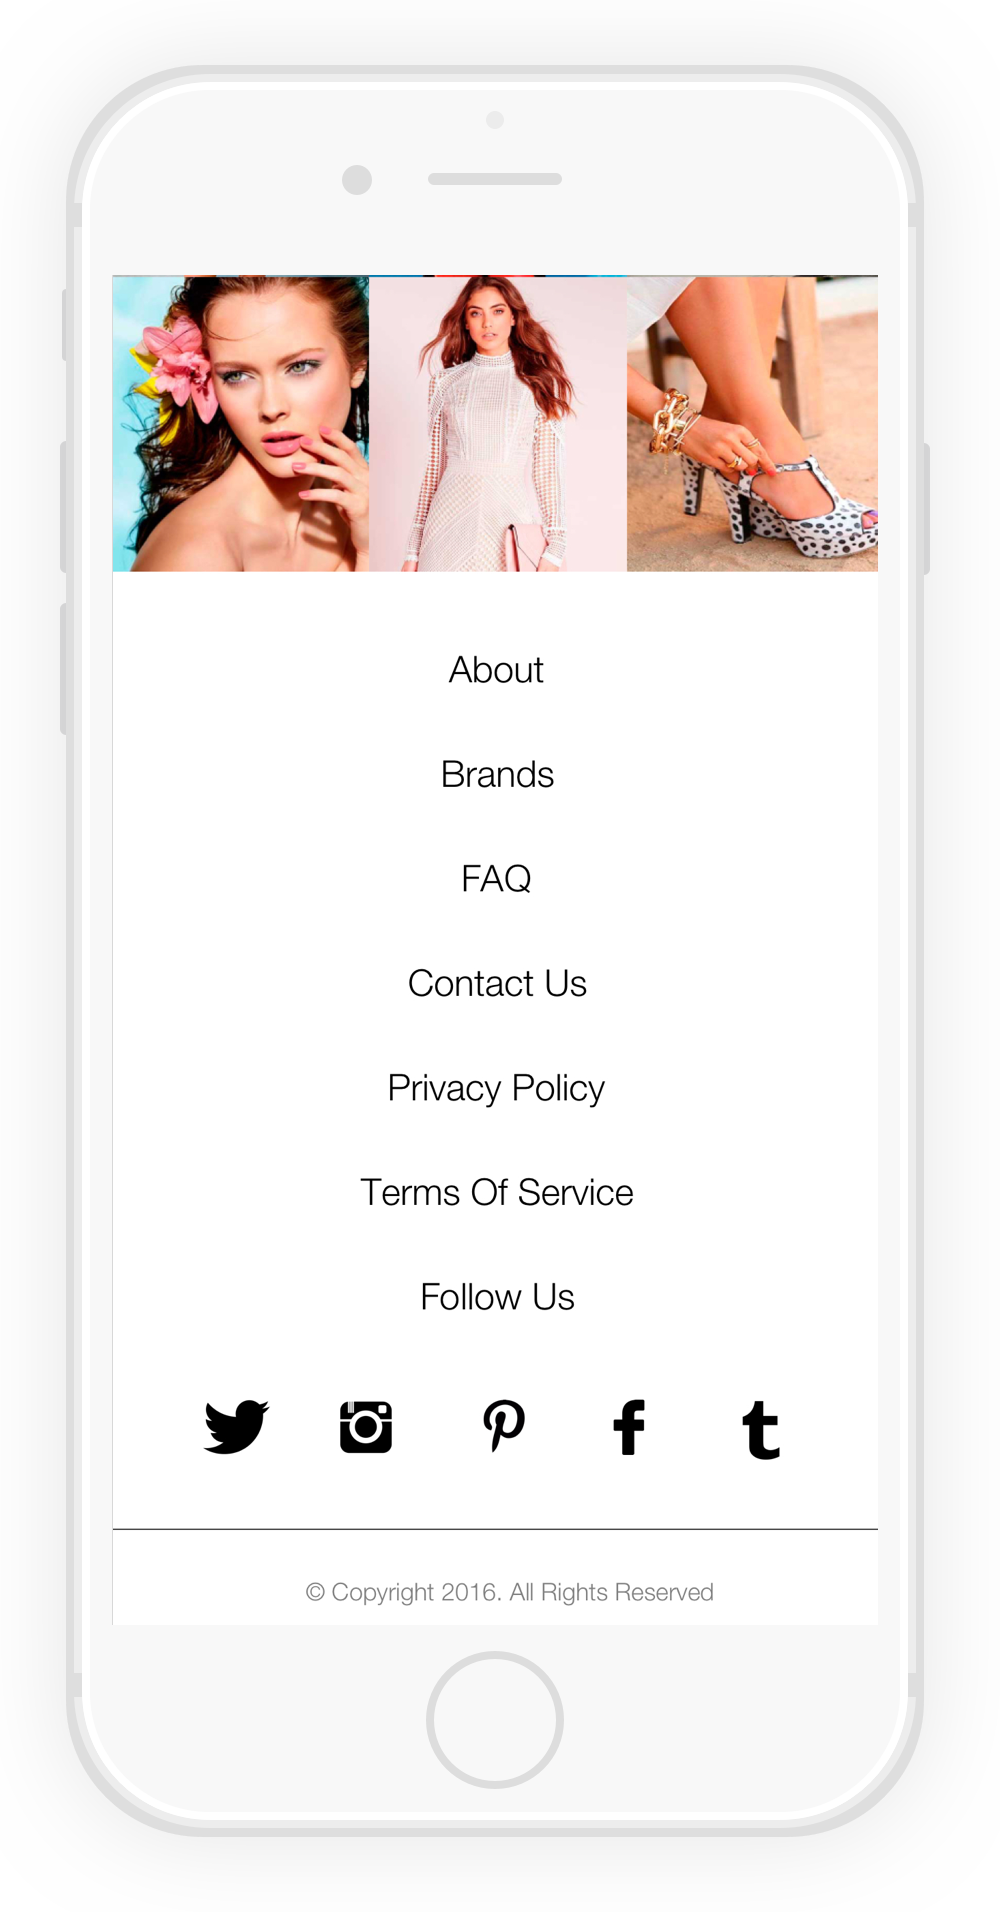 About
Brands
FAQ
Contact Us
Privacy Policy
Terms Of Service
Follow Us
© Copyright 2016. All Rights Reserved